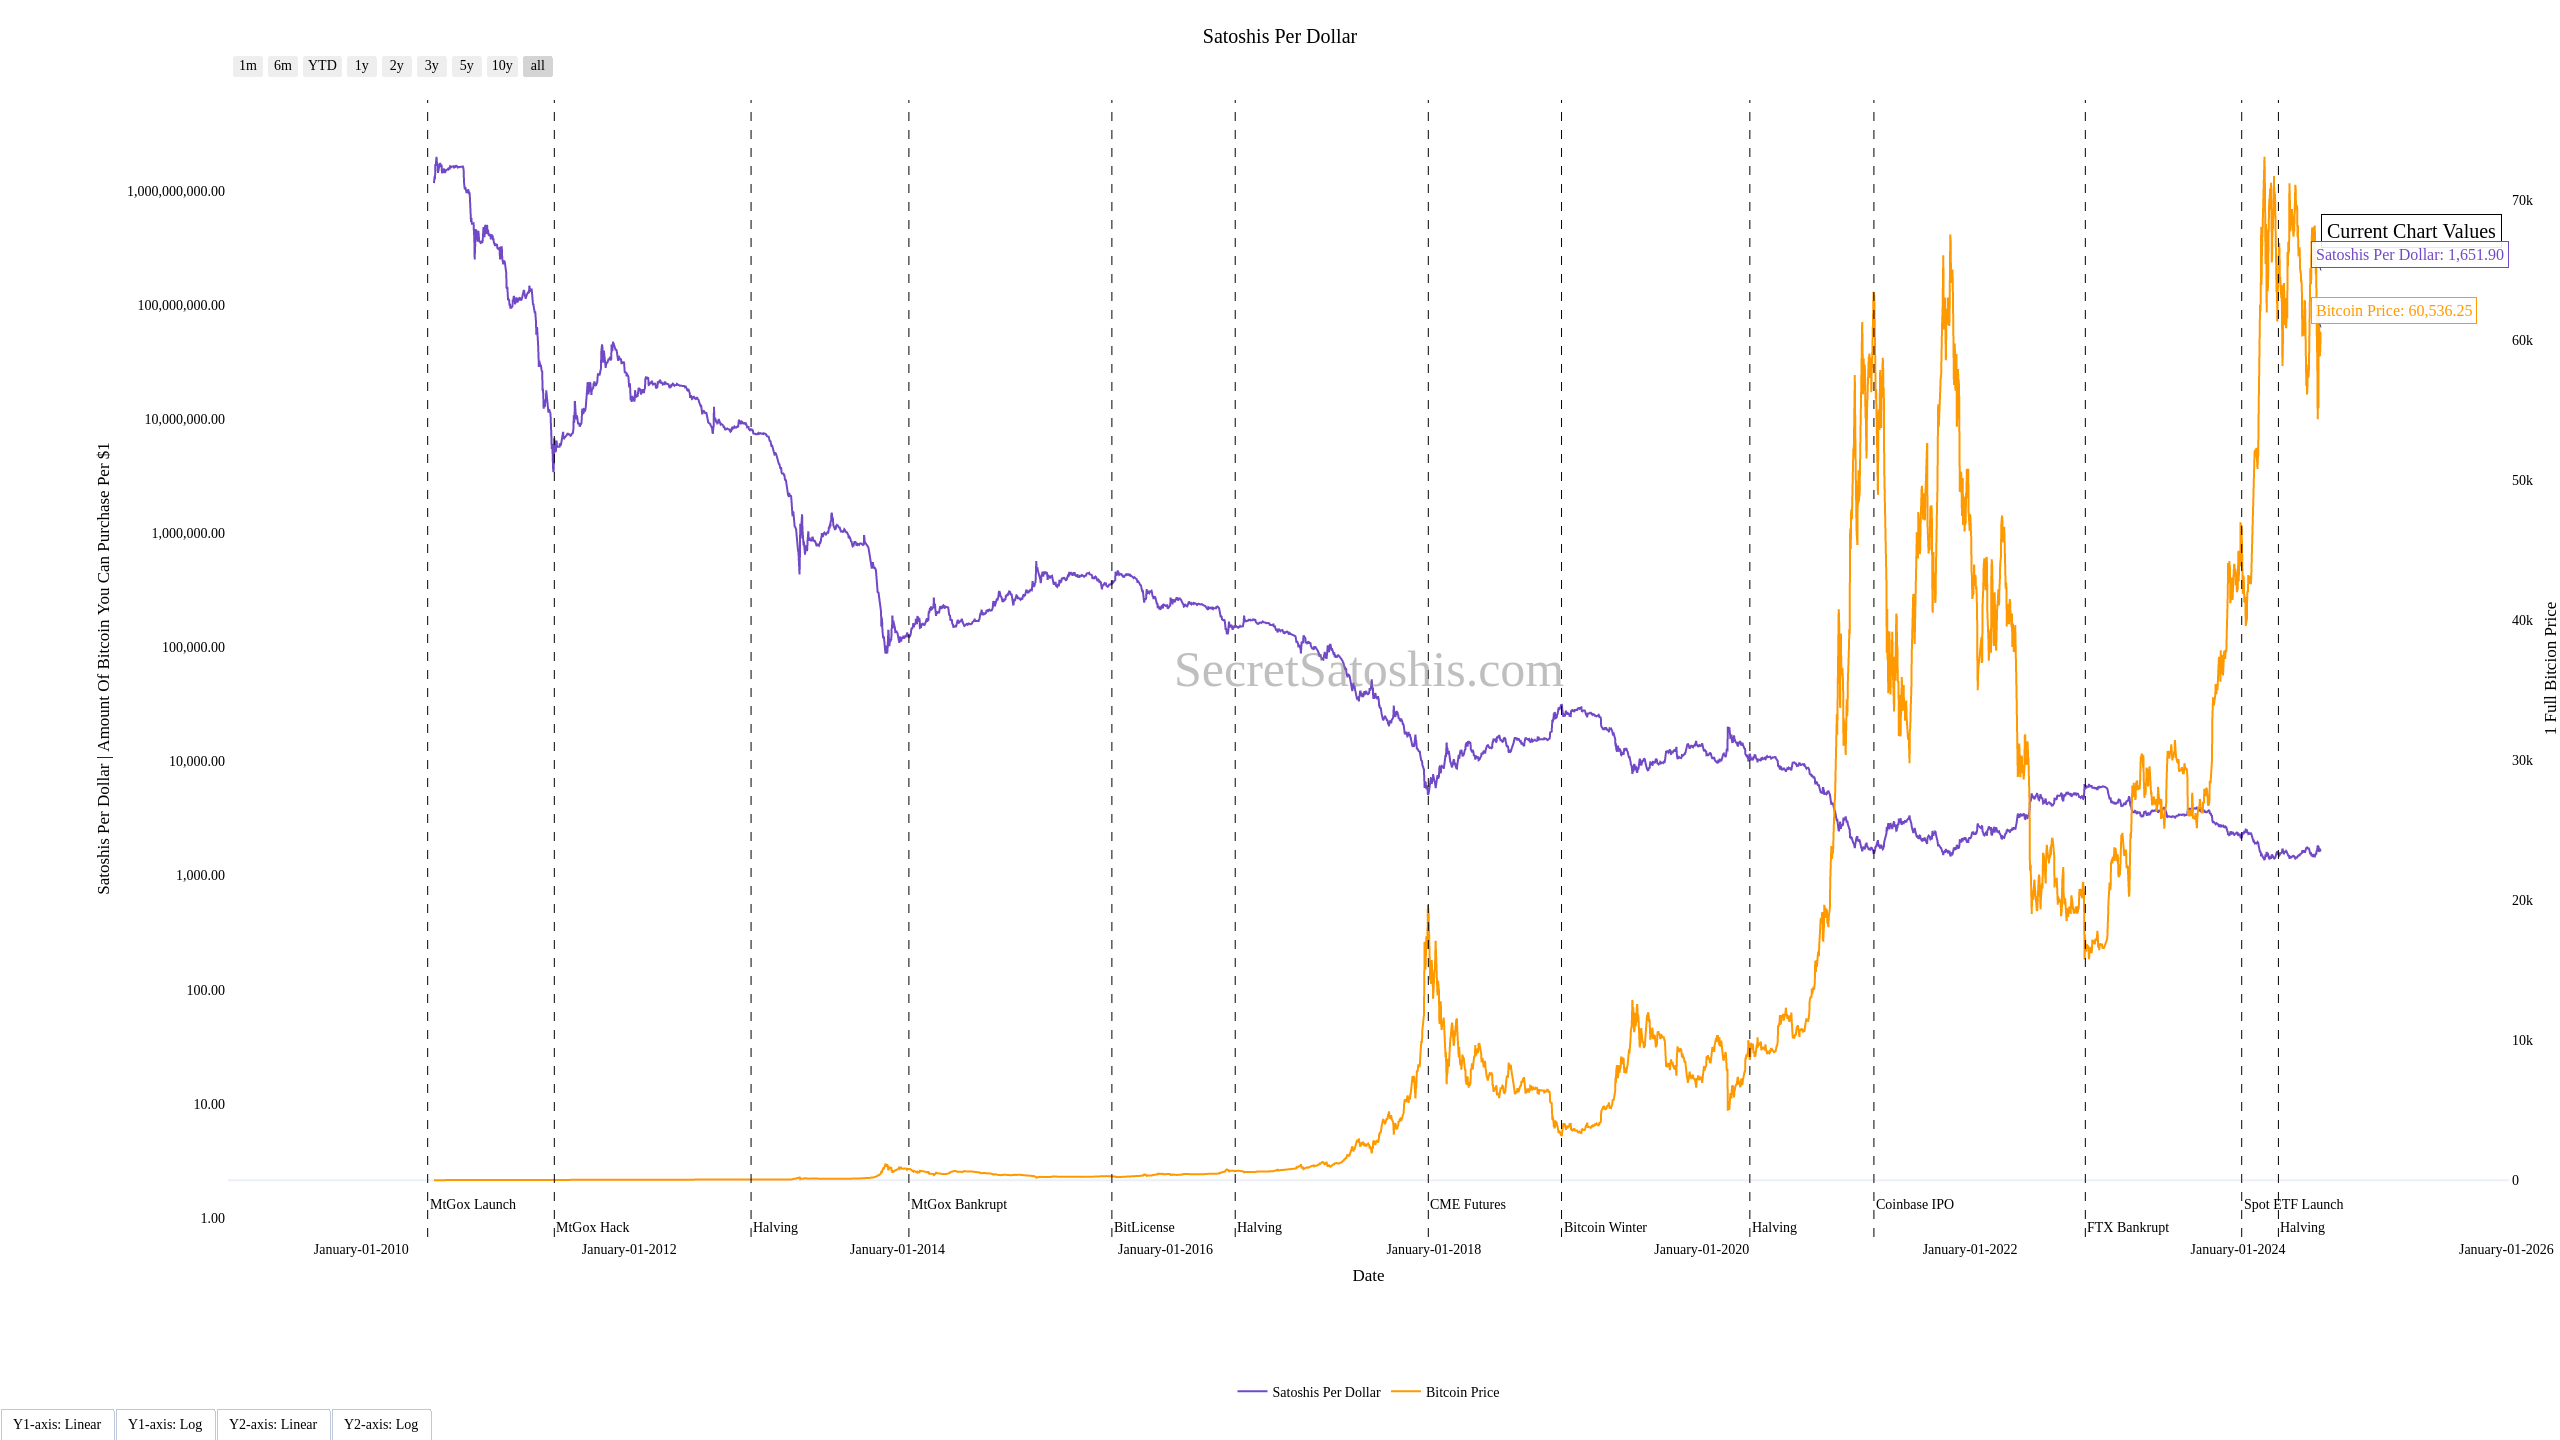 Satoshis Per Dollar
1m 6m YTD 1y 2y 3y 5y 10y all
1,000,000,000.00
100,000,000.00
10,000,000.00
1,000,000.00
100,000.00
10,000.00
1,000.00
100.00
10.00
1.00
Satoshis Per Dollar | Amount Of Bitcoin You Can Purchase Per $1
70k
60k
50k
40k
30k
20k
10k
0
1 Full Bitcion Price
Current Chart Values
Satoshis Per Dollar: 1,651.90
Bitcoin Price: 60,536.25
SecretSatoshis.com
MtGox Launch
MtGox Hack
Halving
MtGox Bankrupt
BitLicense
Halving
CME Futures
Bitcoin Winter
Halving
Coinbase IPO
FTX Bankrupt
Spot ETF Launch
Halving
January-01-2010 January-01-2012 January-01-2014 January-01-2016 January-01-2018 January-01-2020 January-01-2022 January-01-2024 January-01-2026
Date
Satoshis Per Dollar Bitcoin Price
Y1-axis: Linear Y1-axis: Log Y2-axis: Linear Y2-axis: Log